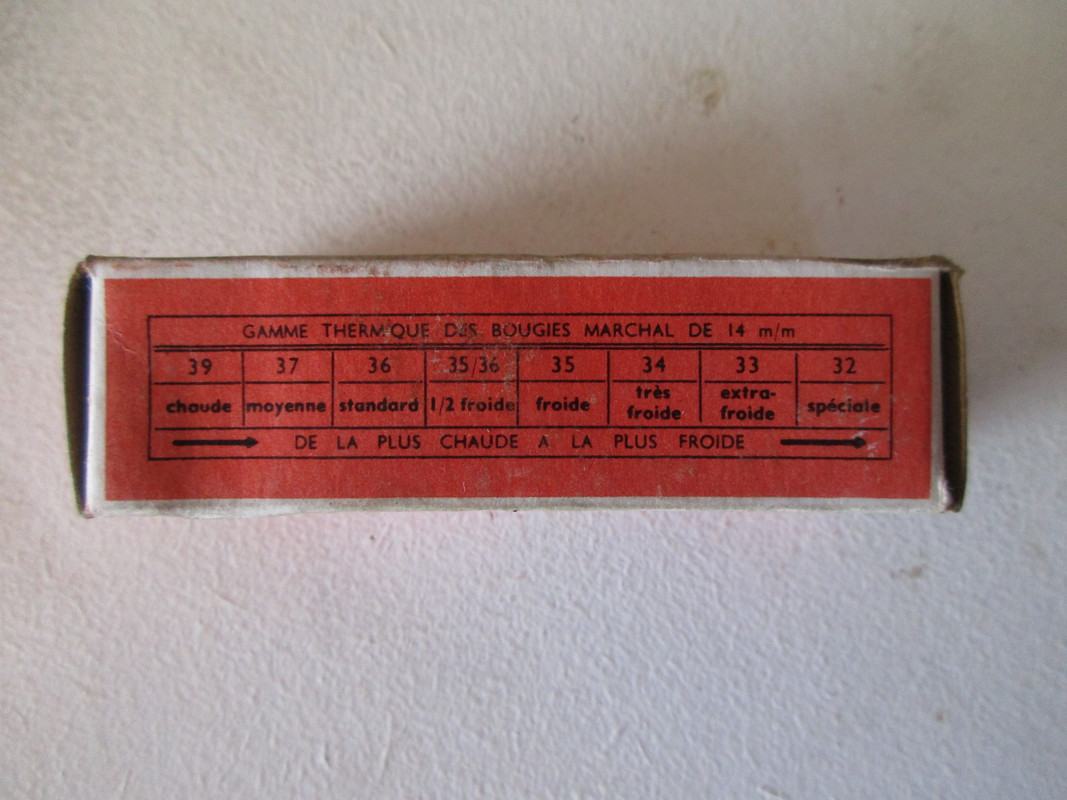 GAMME THERMIQUE DES BOUGIES MARCHAL DE 14 m/m
39 37 36 35/36 35 34 33 32
chaude moyenne standard 1/2 froide froide très froide extra-froide spéciale
DE LA PLUS CHAUDE A LA PLUS FROIDE